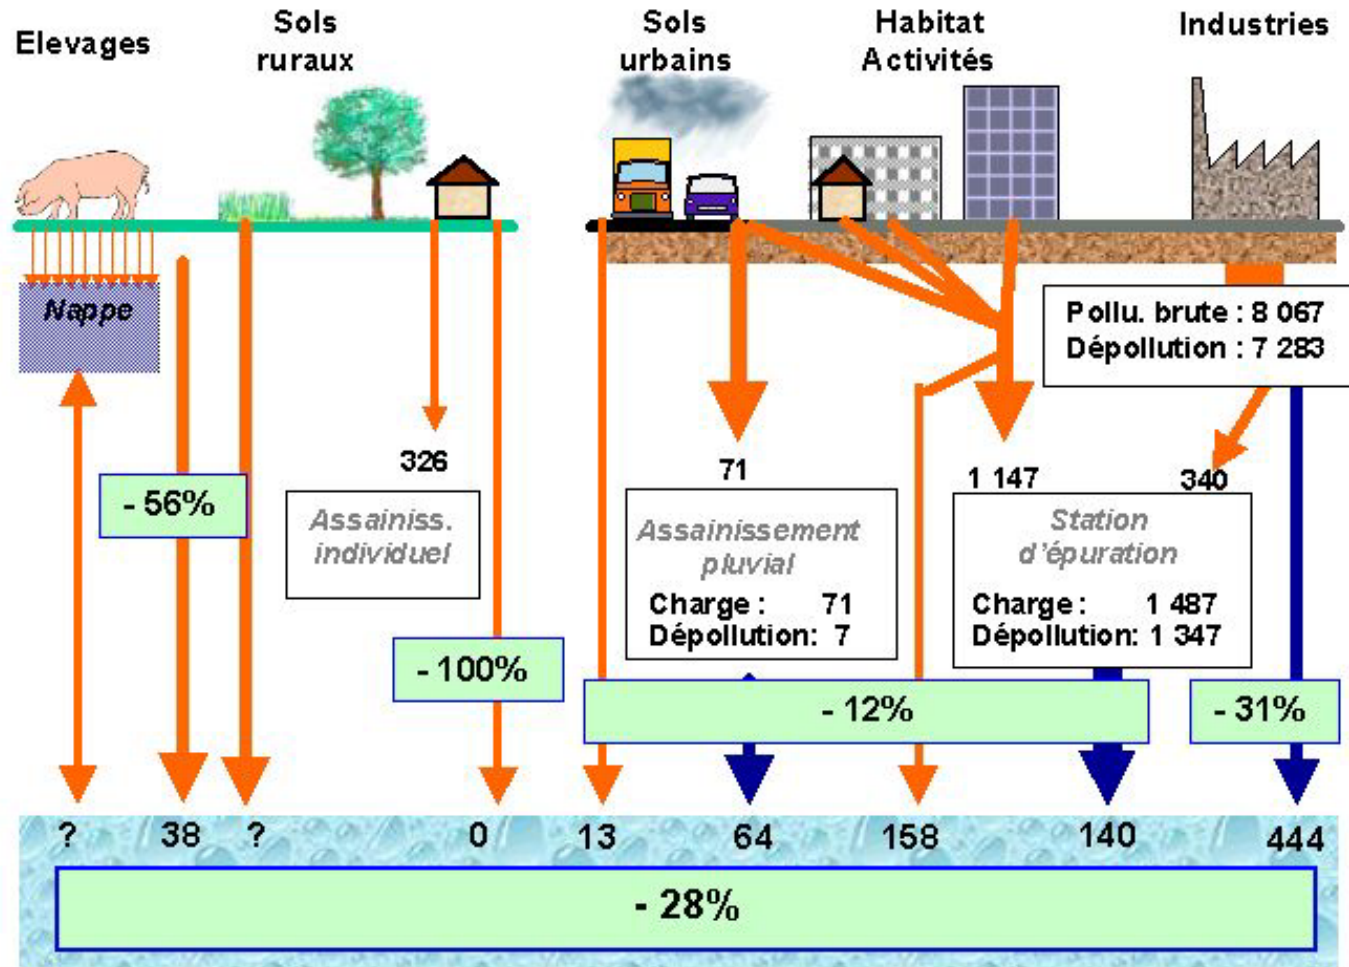 Elevages
Sols
ruraux
Sols
urbains
Habitat
Activités
Industries
Nappe
Pollu. brute : 8 067
Dépollution : 7 283
326
71
1 147
340
- 56%
Assainiss.
individuel
Assainissement
pluvial
Charge : 71
Dépollution: 7
Station
d'épuration
Charge : 1 487
Dépollution: 1 347
- 100%
- 12%
- 31%
? 38 ? 0 13 64 158 140 444
- 28%